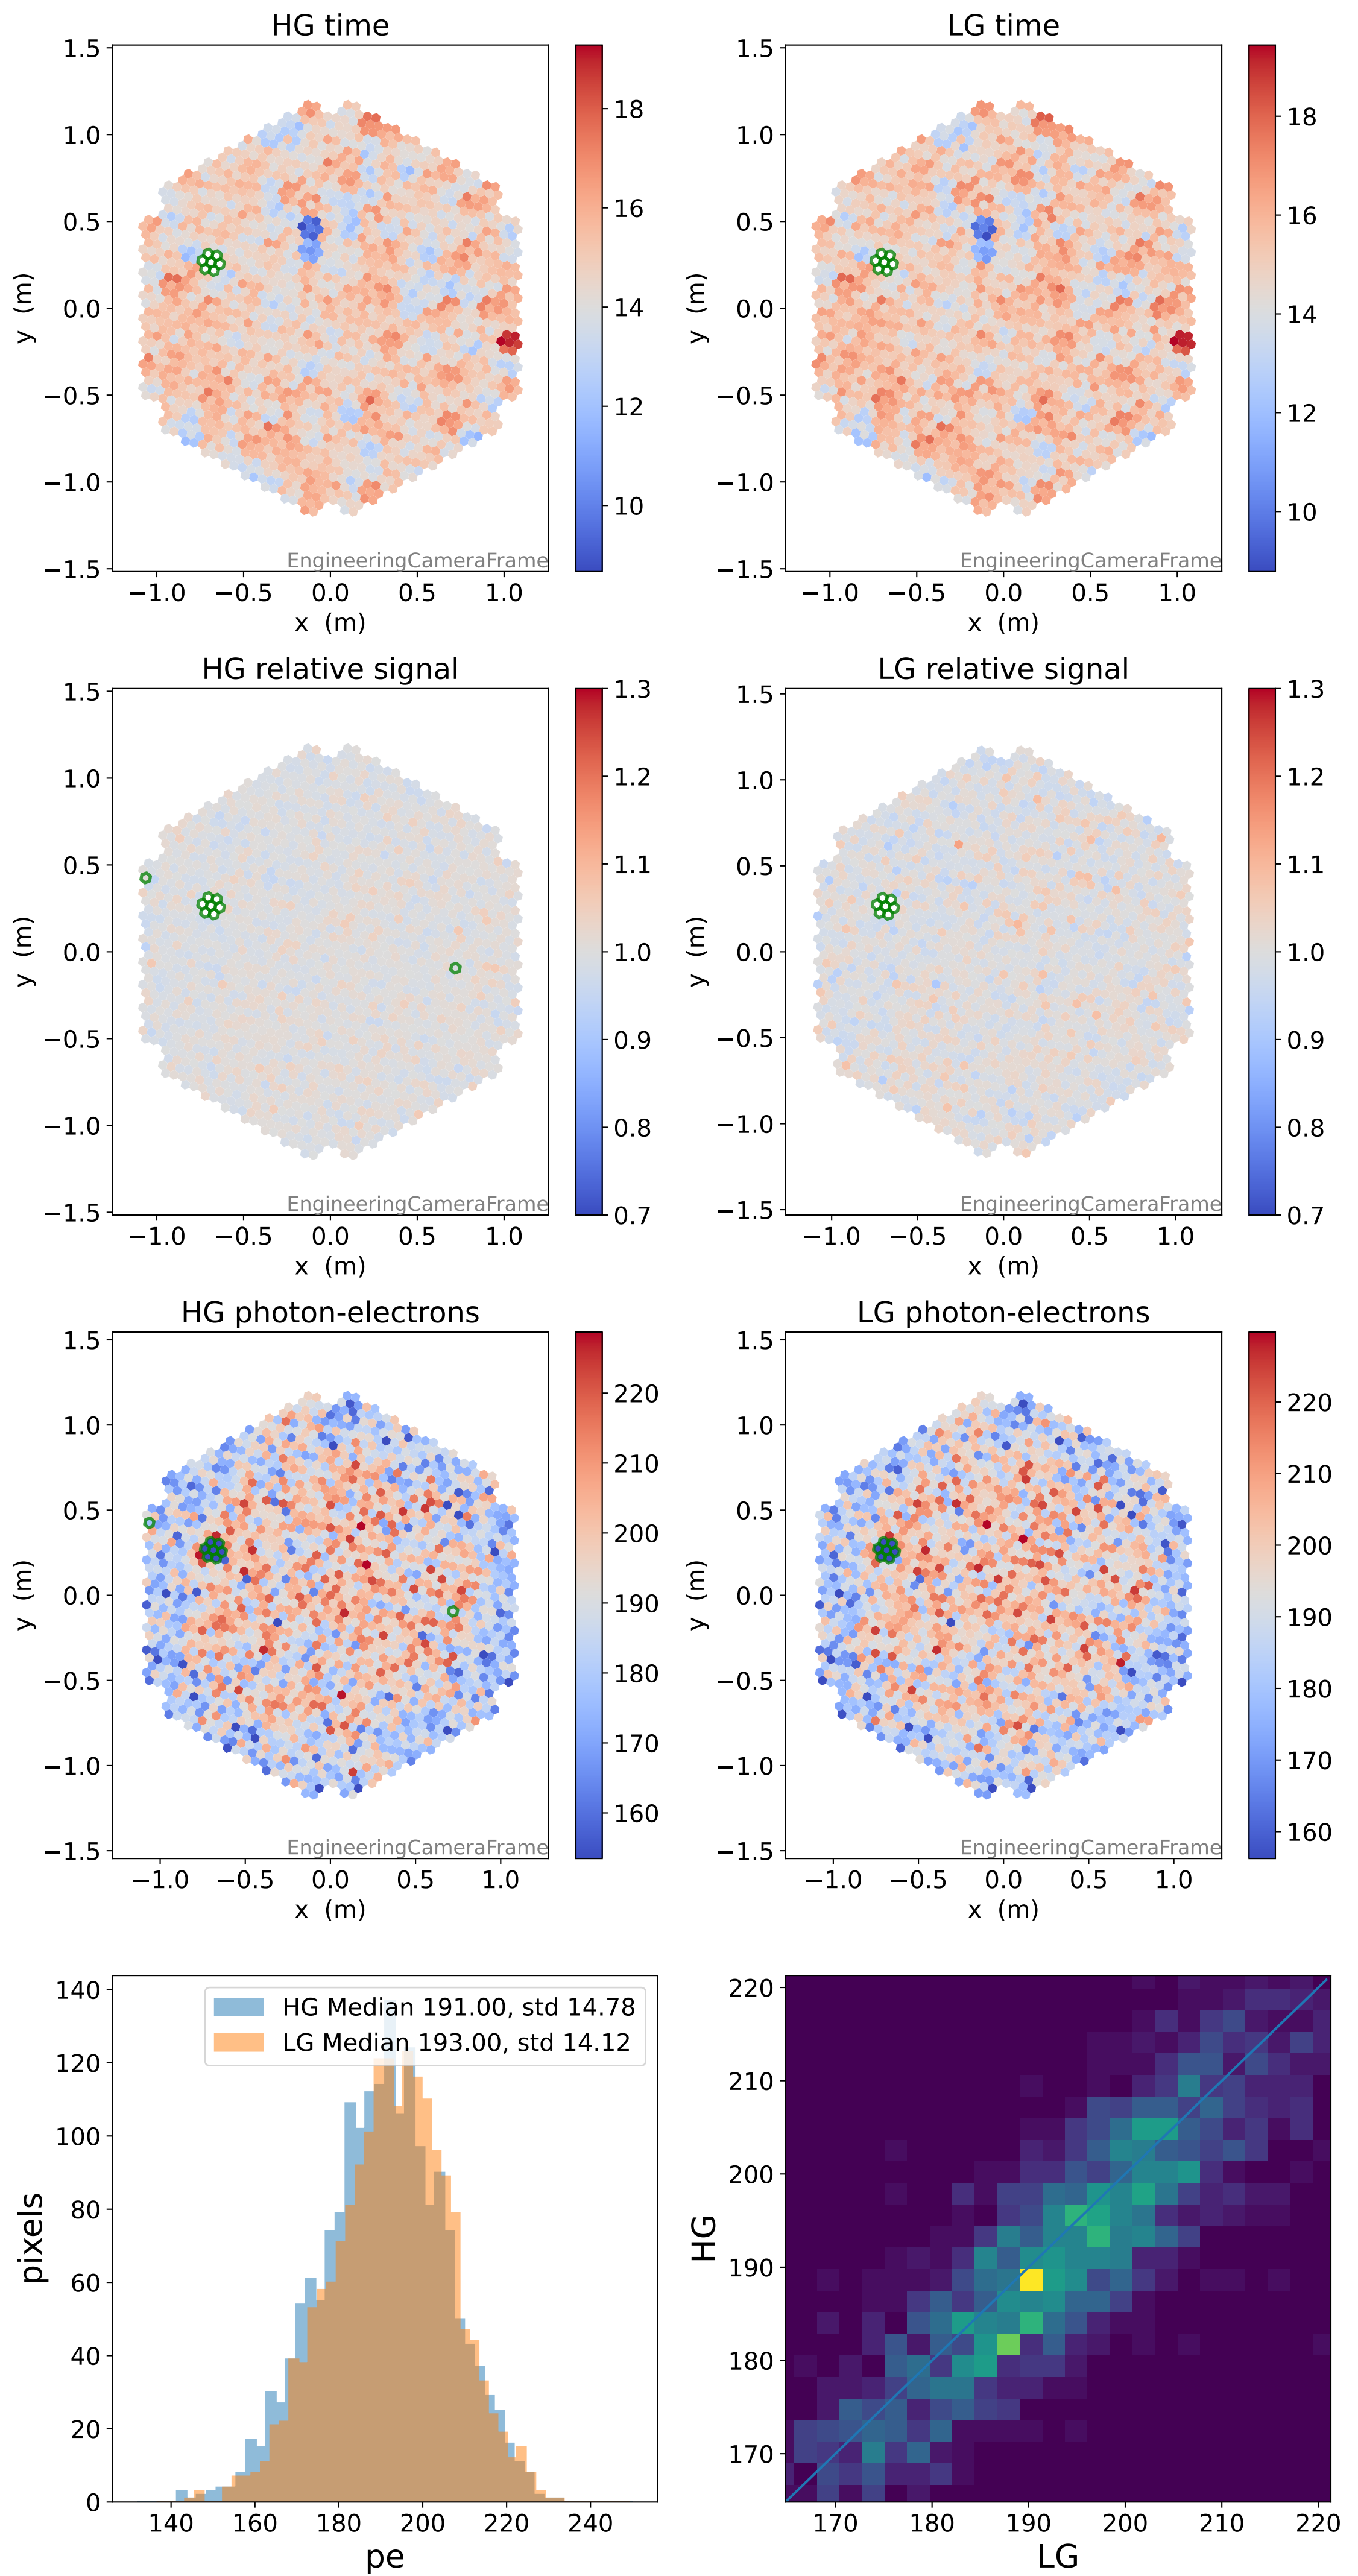 HG time
LG time
1.5
1.0
0.5
0.0
−0.5
−1.0
−1.5
y (m)
−1.0 −0.5 0.0 0.5 1.0
x (m)
EngineeringCameraFrame
18
16
14
12
10
1.5
1.0
0.5
0.0
−0.5
−1.0
−1.5
y (m)
−1.0 −0.5 0.0 0.5 1.0
x (m)
EngineeringCameraFrame
18
16
14
12
10
HG relative signal
LG relative signal
1.5
1.0
0.5
0.0
−0.5
−1.0
−1.5
y (m)
−1.0 −0.5 0.0 0.5 1.0
x (m)
EngineeringCameraFrame
1.3
1.2
1.1
1.0
0.9
0.8
0.7
1.5
1.0
0.5
0.0
−0.5
−1.0
−1.5
y (m)
−1.0 −0.5 0.0 0.5 1.0
x (m)
EngineeringCameraFrame
1.3
1.2
1.1
1.0
0.9
0.8
0.7
HG photon-electrons
LG photon-electrons
1.5
1.0
0.5
0.0
−0.5
−1.0
−1.5
y (m)
−1.0 −0.5 0.0 0.5 1.0
x (m)
EngineeringCameraFrame
220
210
200
190
180
170
160
1.5
1.0
0.5
0.0
−0.5
−1.0
−1.5
y (m)
−1.0 −0.5 0.0 0.5 1.0
x (m)
EngineeringCameraFrame
220
210
200
190
180
170
160
HG Median 191.00, std 14.78
LG Median 193.00, std 14.12
140
120
100
80
60
40
20
0
pixels
140 160 180 200 220 240
pe
220
210
200
190
180
170
HG
170 180 190 200 210 220
LG